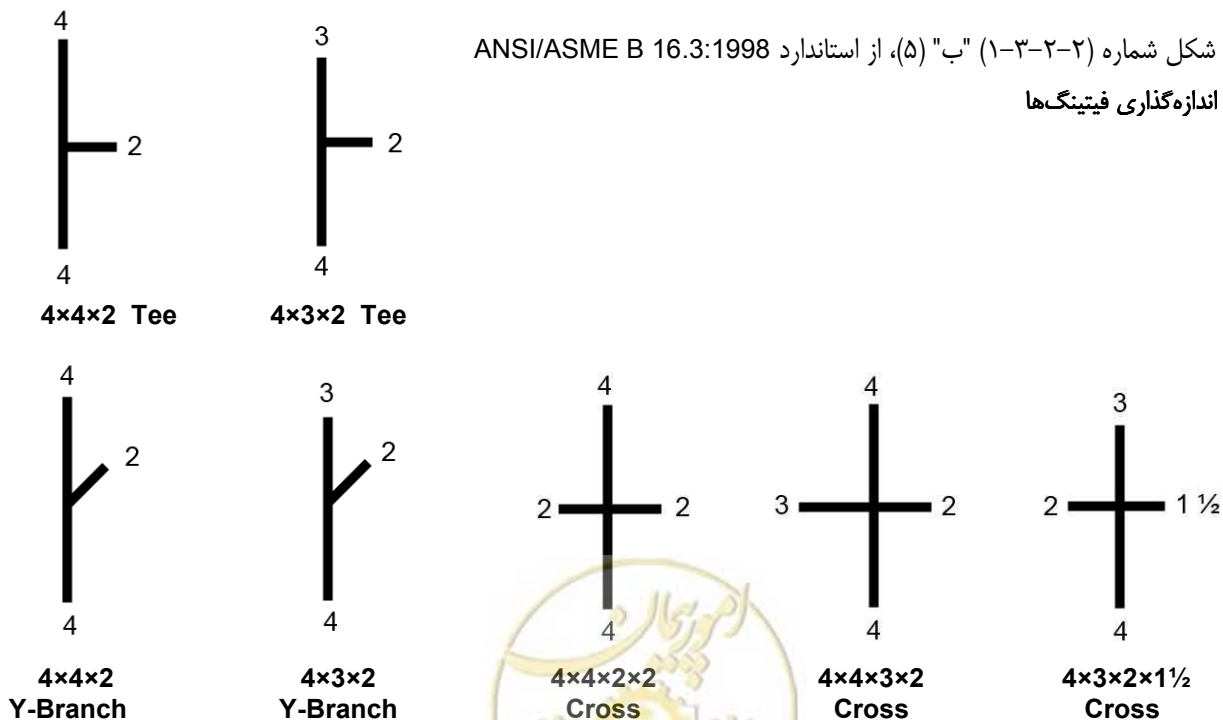 شکل شماره (۲-۲-۳-۱) "ب" (۵)، از استاندارد ANSI/ASME B 16.3:1998
اندازه‌گذاری فیتینگ‌ها
4
2
4
4×4×2 Tee
3
2
4
4×3×2 Tee
4
2
4
4×4×2
Y-Branch
3
2
4
4×3×2
Y-Branch
4
2 2
4
4×4×2×2
Cross
4
3 2
4
4×4×3×2
Cross
3
2 1 ½
4
4×3×2×1½
Cross
امور پیمان